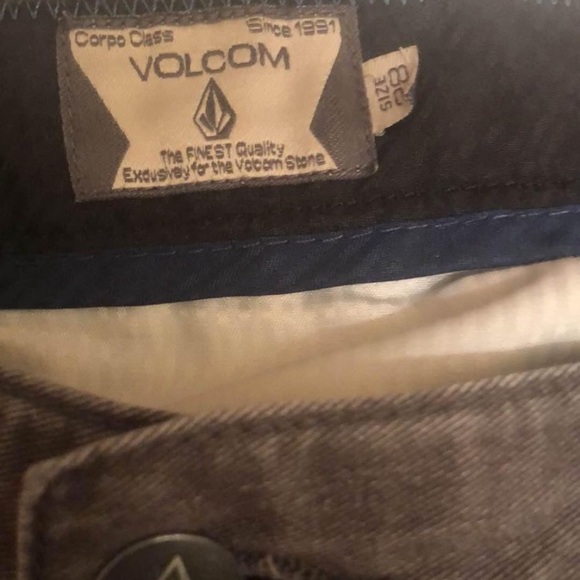 Corpo Class Since 1991
VOLCOM
The FINEST Quality
Exclusivey for the Volcom Stone
SIZE 28